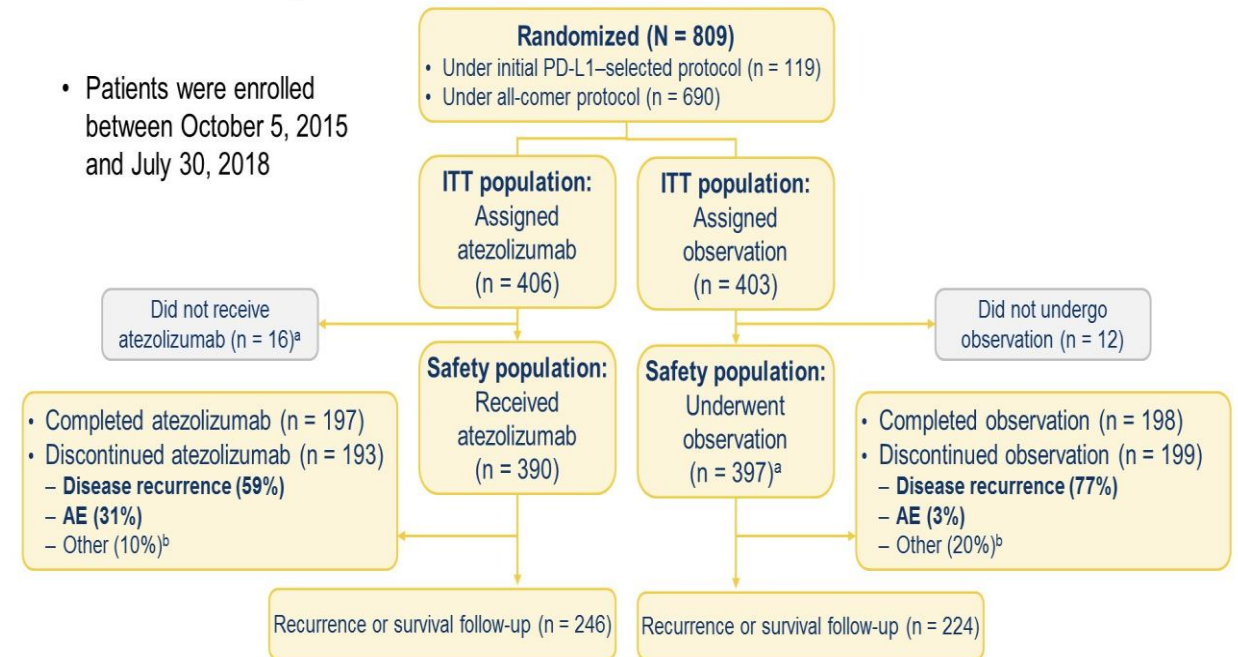 Randomized (N = 809)
• Under initial PD-L1–selected protocol (n = 119)
• Under all-comer protocol (n = 690)
• Patients were enrolled
between October 5, 2015
and July 30, 2018
ITT population:
Assigned
atezolizumab
(n = 406)
ITT population:
Assigned
observation
(n = 403)
Did not receive
atezolizumab (n = 16)ᵃ
Did not undergo
observation (n = 12)
Safety population:
Received
atezolizumab
(n = 390)
Safety population:
Underwent
observation
(n = 397)ᵃ
• Completed atezolizumab (n = 197)
• Discontinued atezolizumab (n = 193)
– Disease recurrence (59%)
– AE (31%)
– Other (10%)ᵇ
• Completed observation (n = 198)
• Discontinued observation (n = 199)
– Disease recurrence (77%)
– AE (3%)
– Other (20%)ᵇ
Recurrence or survival follow-up (n = 246)
Recurrence or survival follow-up (n = 224)